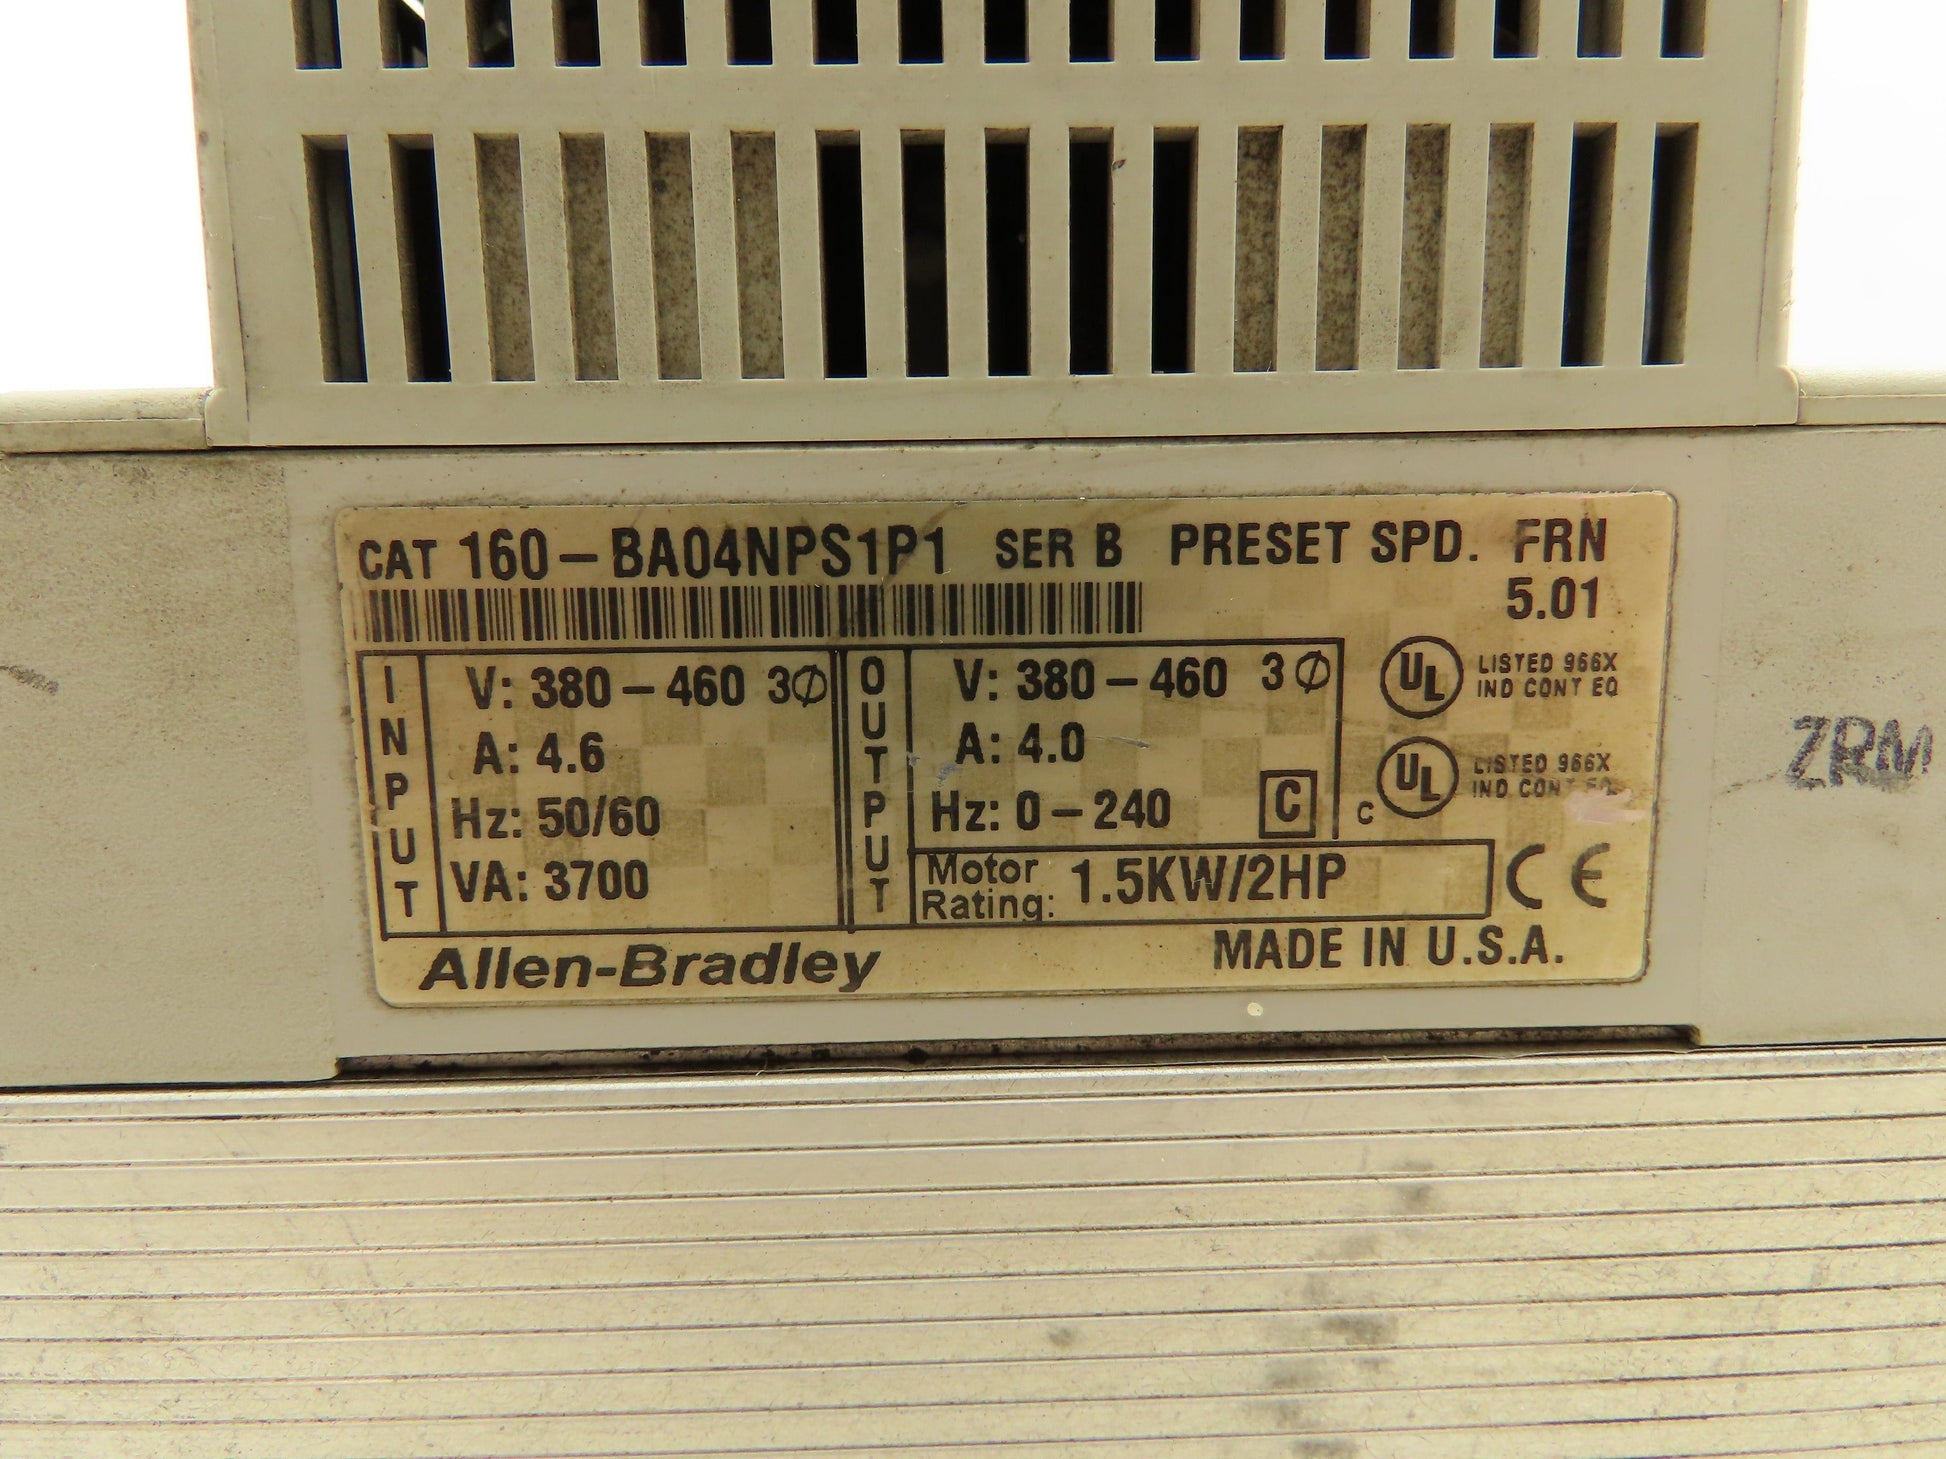 CAT 160-BA04NPS1P1 SER B PRESET SPD. FRN
5.01
INPUT
V: 380-460 3Ø
A: 4.6
Hz: 50/60
VA: 3700
OUTPUT
V: 380-460 3Ø
A: 4.0
Hz: 0-240
C
Motor
Rating: 1.5KW/2HP
UL LISTED 966X
IND CONT EQ
C UL LISTED 966X
IND CONT EQ
CE
Allen-Bradley
MADE IN U.S.A.
ZRM